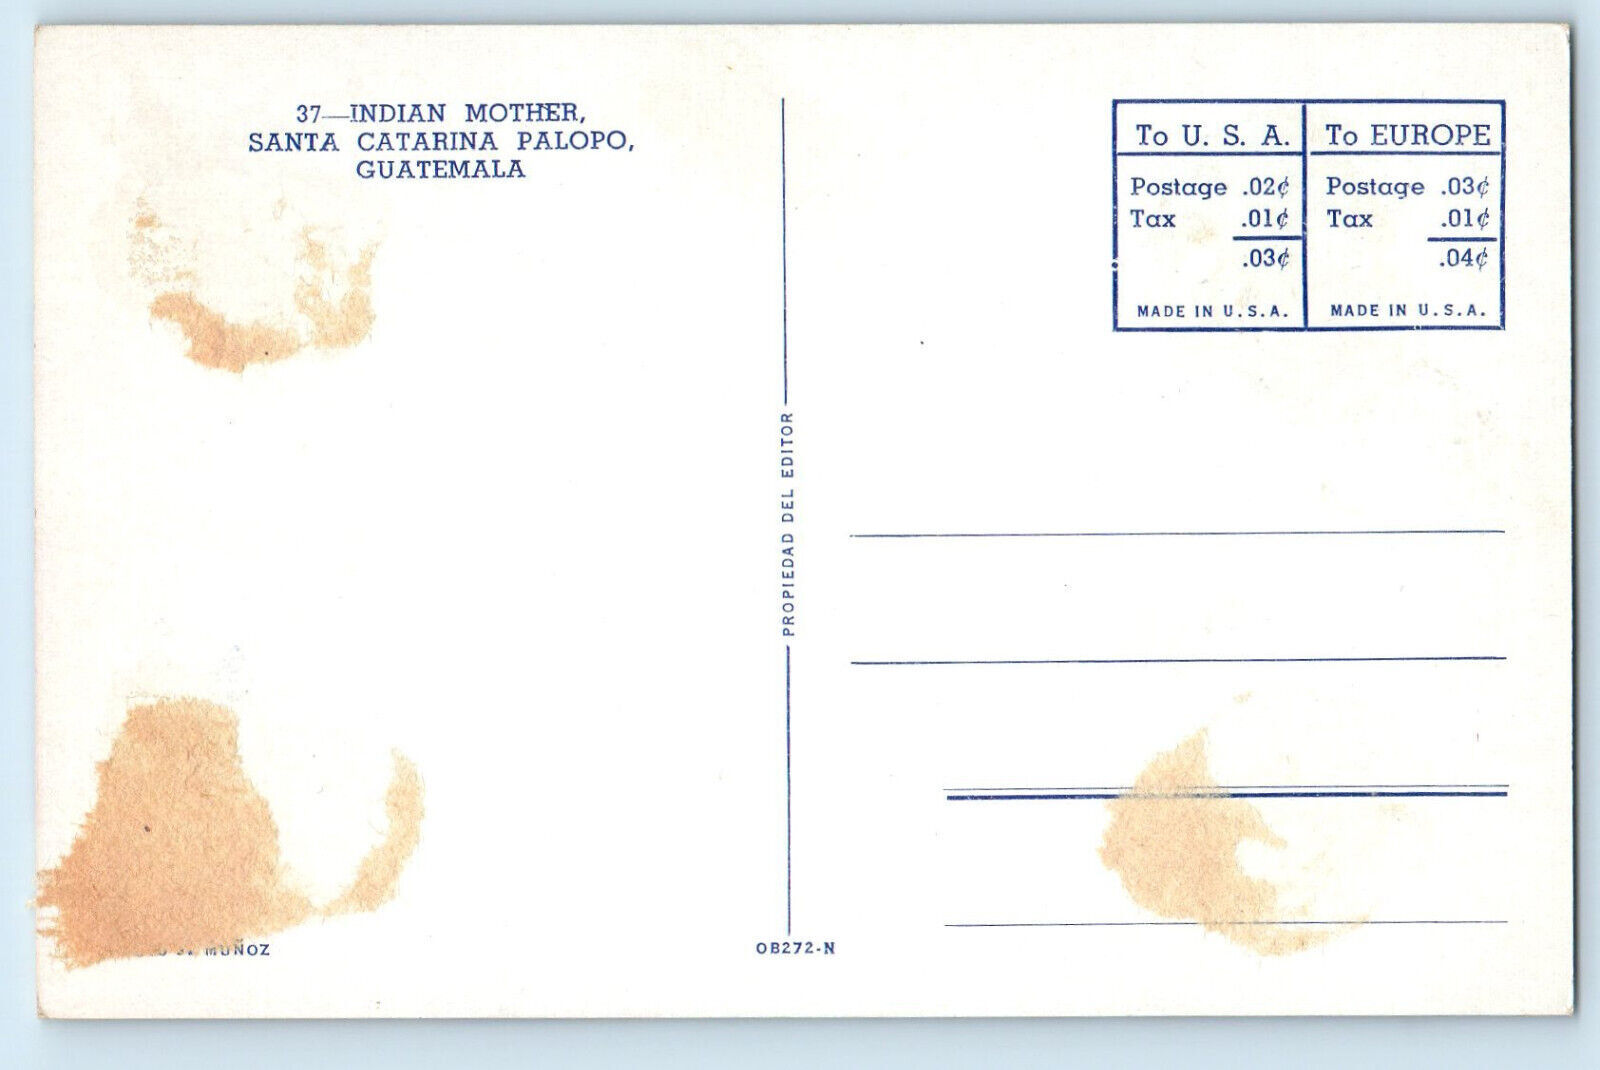 37—INDIAN MOTHER,
SANTA CATARINA PALOPO,
GUATEMALA
To U. S. A.
Postage .02¢
Tax .01¢
.03¢
MADE IN U.S.A.
To EUROPE
Postage .03¢
Tax .01¢
.04¢
MADE IN U.S.A.
PROPIEDAD DEL EDITOR
MUÑOZ
OB272-N